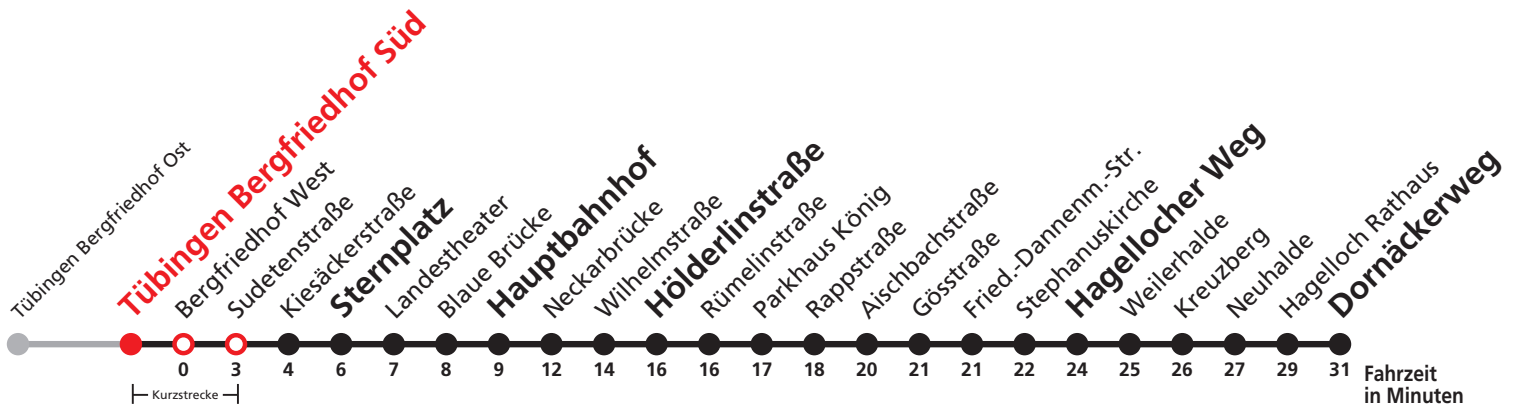 Tübingen Bergfriedhof Ost
Tübingen Bergfriedhof Süd
Bergfriedhof West
Sudetenstraße
Kiesäckerstraße
Sternplatz
Landestheater
Blaue Brücke
Hauptbahnhof
Neckarbrücke
Wilhelmstraße
Hölderlinstraße
Rümelinstraße
Parkhaus König
Rappstraße
Aischbachstraße
Gösstraße
Fried.-Dannenm.-Str.
Stephanuskirche
Hagellocher Weg
Weilerhalde
Kreuzberg
Neuhalde
Hagelloch Rathaus
Dornäckerweg
0 3 4 6 7 8 9 12 14 16 16 17 18 20 21 21 22 24 25 26 27 29 31
Fahrzeit
in Minuten
Kurzstrecke